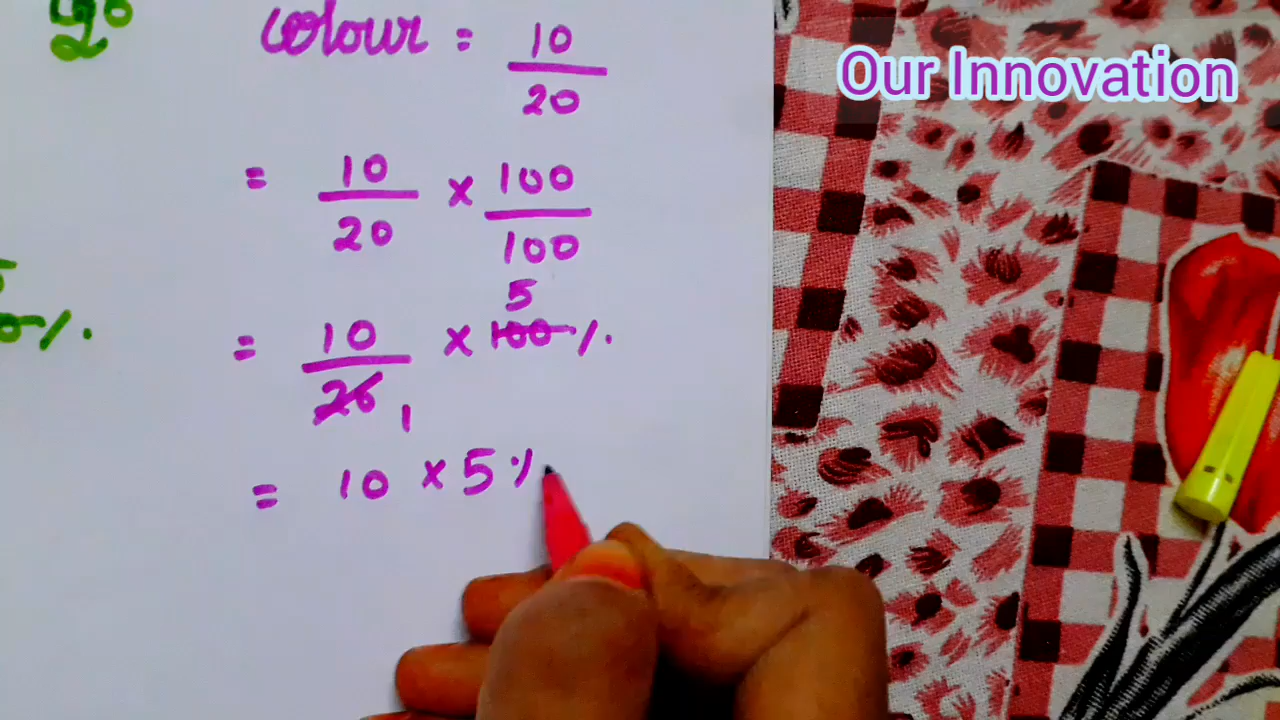 Our Innovation
colour = 10/20
= 10/20 × 100/100
= 10/20 × 100%
5
1
= 10 × 5%